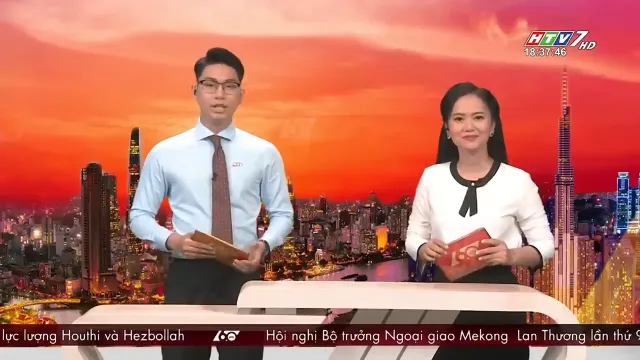 HTV7 HD
18:37:46
lực lượng Houthi và Hezbollah 60 Hội nghị Bộ trưởng Ngoại giao Mekong Lan Thương lần thứ